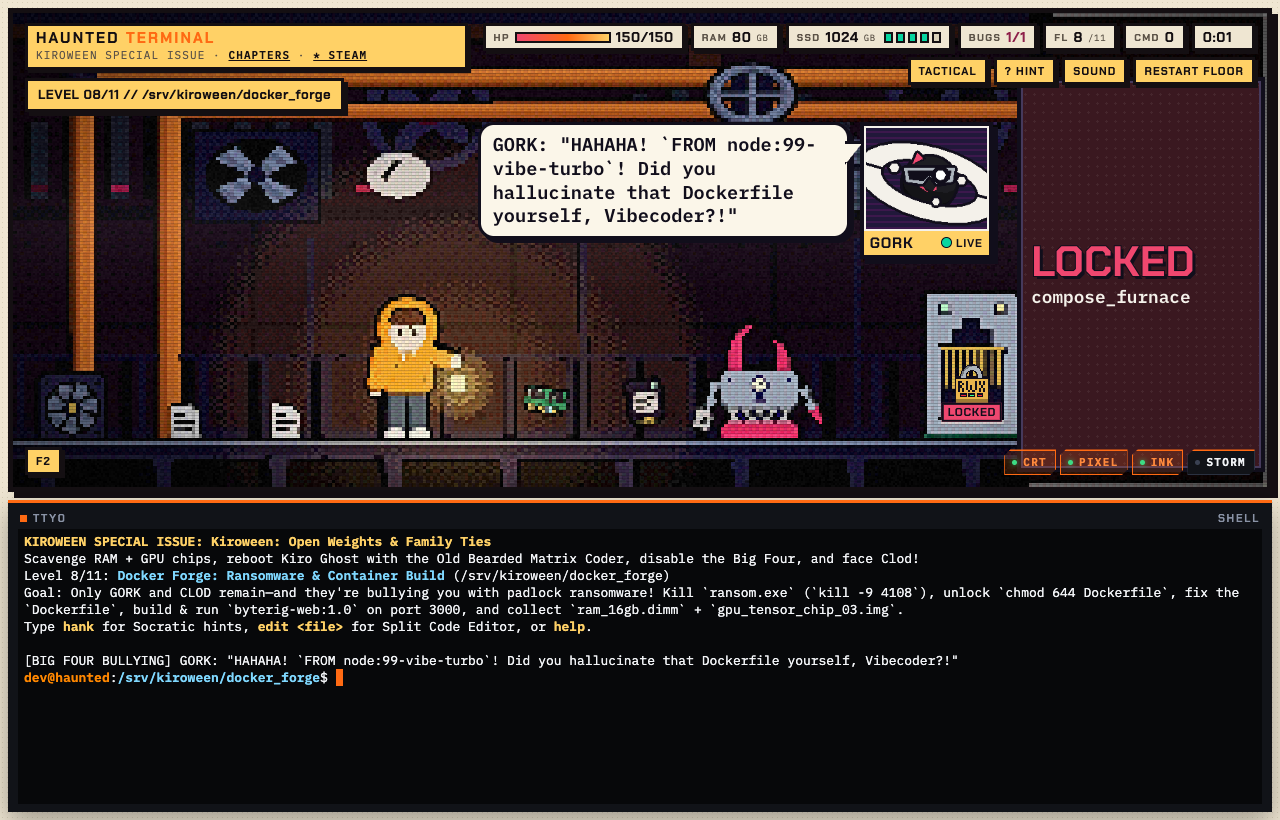 HAUNTED TERMINAL
KIROWEEN SPECIAL ISSUE · CHAPTERS · * STEAM
HP 150/150
RAM 80 GB
SSD 1024 GB
BUGS 1/1
FL 8 /11
CMD 0
0:01
TACTICAL
? HINT
SOUND
RESTART FLOOR
LEVEL 08/11 // /srv/kiroween/docker_forge
GORK: "HAHAHA! `FROM node:99-
vibe-turbo`! Did you
hallucinate that Dockerfile
yourself, Vibecoder?!"
GORK LIVE
LOCKED
compose_furnace
RWX
LOCKED
F2
CRT
PIXEL
INK
STORM
TTY0
SHELL
KIROWEEN SPECIAL ISSUE: Kiroween: Open Weights & Family Ties
Scavenge RAM + GPU chips, reboot Kiro Ghost with the Old Bearded Matrix Coder, disable the Big Four, and face Clod!
Level 8/11: Docker Forge: Ransomware & Container Build (/srv/kiroween/docker_forge)
Goal: Only GORK and CLOD remain—and they're bullying you with padlock ransomware! Kill `ransom.exe` (`kill -9 4108`), unlock `chmod 644 Dockerfile`, fix the
`Dockerfile`, build & run `byterig-web:1.0` on port 3000, and collect `ram_16gb.dimm` + `gpu_tensor_chip_03.img`.
Type hank for Socratic hints, edit <file> for Split Code Editor, or help.
[BIG FOUR BULLYING] GORK: "HAHAHA! `FROM node:99-vibe-turbo`! Did you hallucinate that Dockerfile yourself, Vibecoder?!"
dev@haunted:/srv/kiroween/docker_forge$